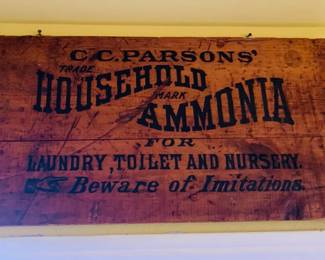 C.C. PARSONS'
TRADE
HOUSEHOLD
MARK
AMMONIA
FOR
LAUNDRY, TOILET AND NURSERY.
Beware of Imitations.